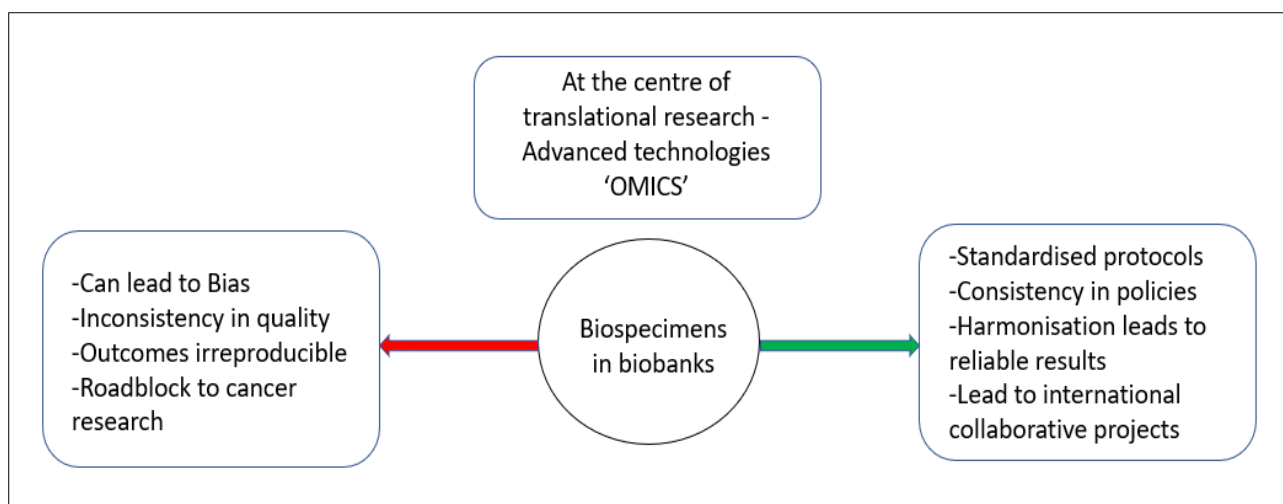 At the centre of
translational research -
Advanced technologies
‘OMICS’
-Can lead to Bias
-Inconsistency in quality
-Outcomes irreproducible
-Roadblock to cancer
research
Biospecimens
in biobanks
-Standardised protocols
-Consistency in policies
-Harmonisation leads to
reliable results
-Lead to international
collaborative projects